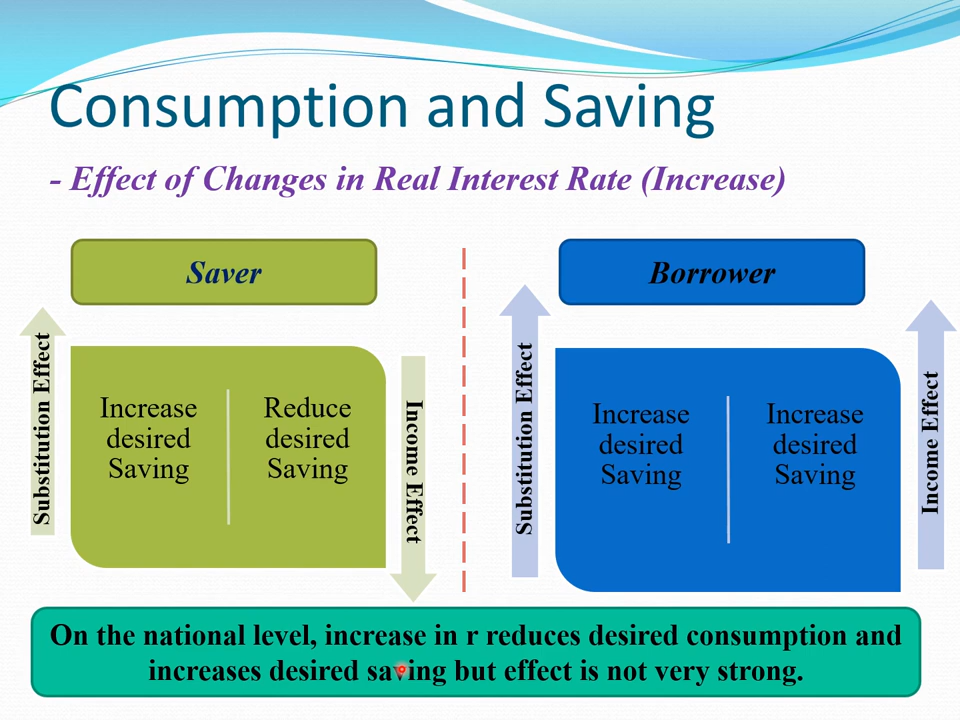 Consumption and Saving
- Effect of Changes in Real Interest Rate (Increase)
Saver
Substitution Effect
Increase
desired
Saving
Reduce
desired
Saving
Income Effect
Borrower
Substitution Effect
Increase
desired
Saving
Increase
desired
Saving
Income Effect
On the national level, increase in r reduces desired consumption and
increases desired saving but effect is not very strong.